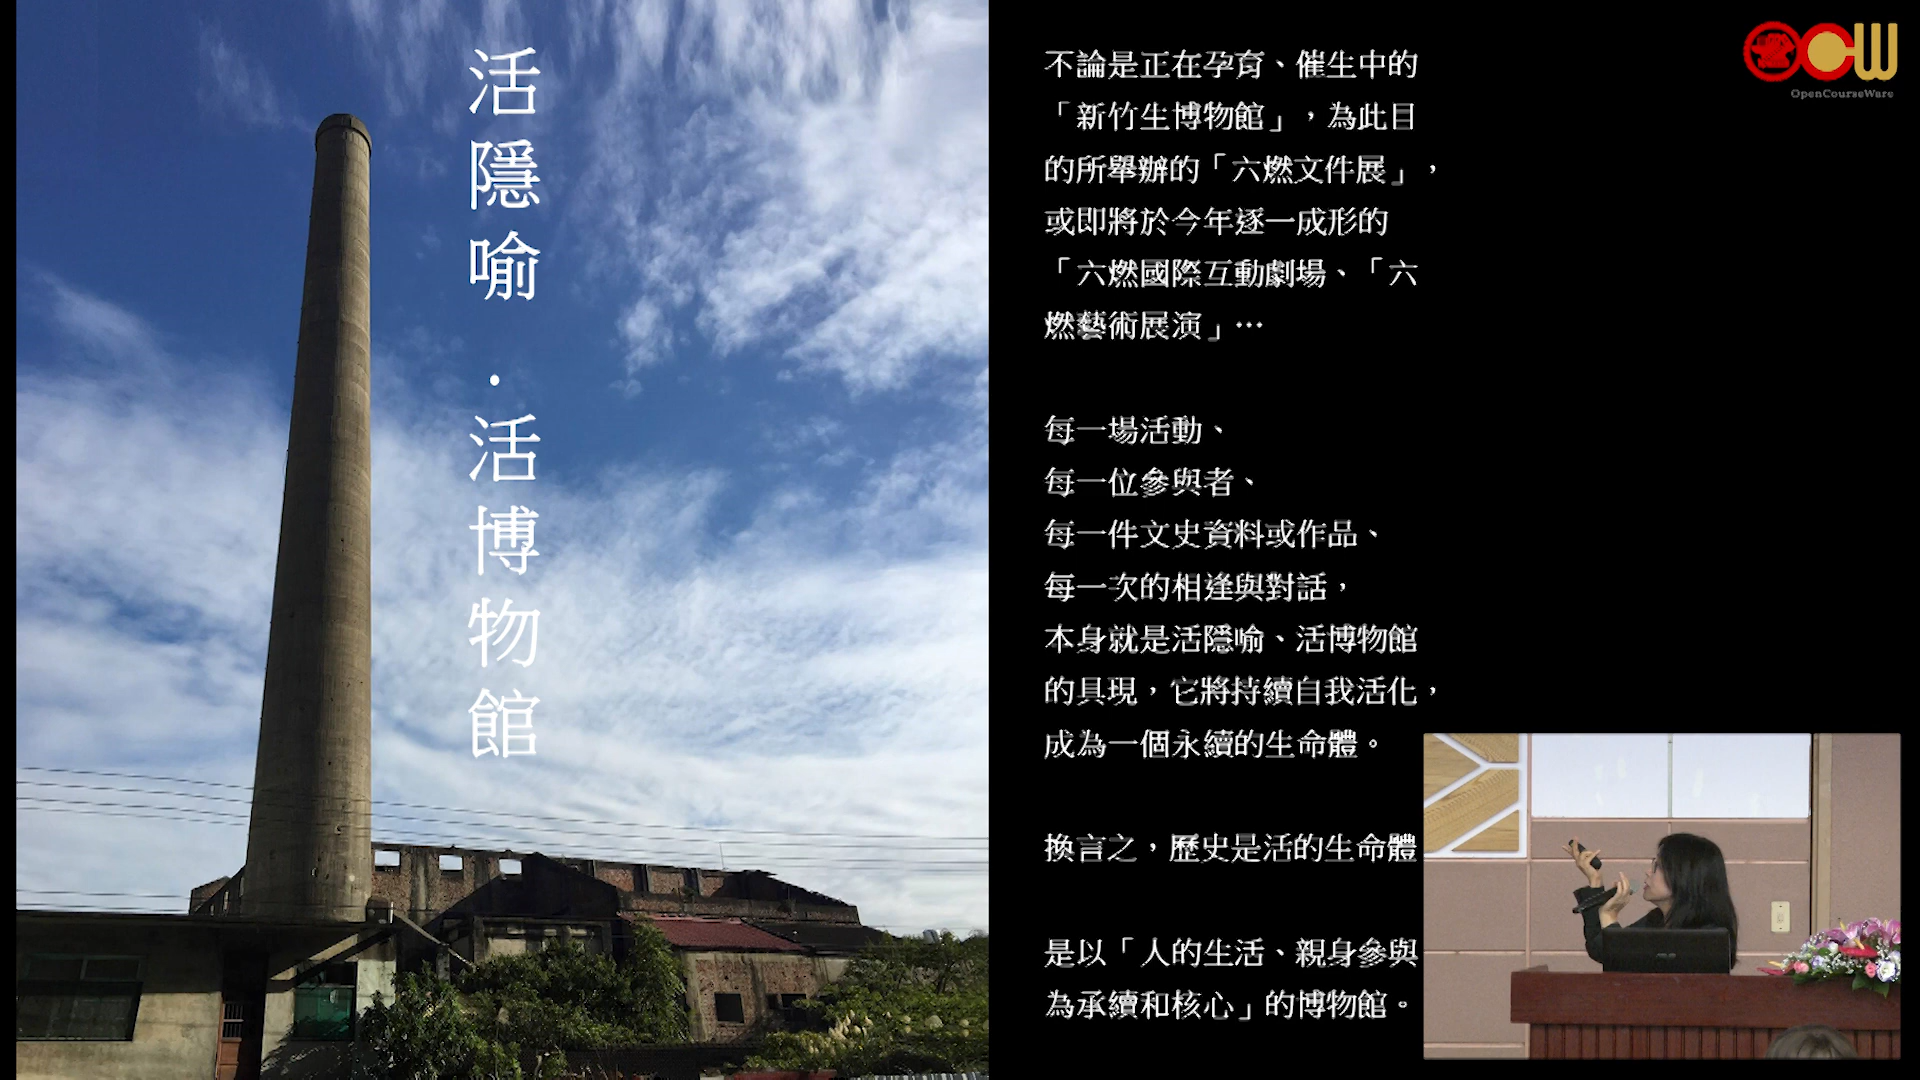 活隱喻．活博物館
不論是正在孕育、催生中的
「新竹生博物館」，為此目
的所舉辦的「六燃文件展」，
或即將於今年逐一成形的
「六燃國際互動劇場、「六
燃藝術展演」…
每一場活動、
每一位參與者、
每一件文史資料或作品、
每一次的相逢與對話，
本身就是活隱喻、活博物館
的具現，它將持續自我活化，
成為一個永續的生命體。
換言之，歷史是活的生命體
是以「人的生活、親身參與
為承續和核心」的博物館。
OCW
OpenCourseWare